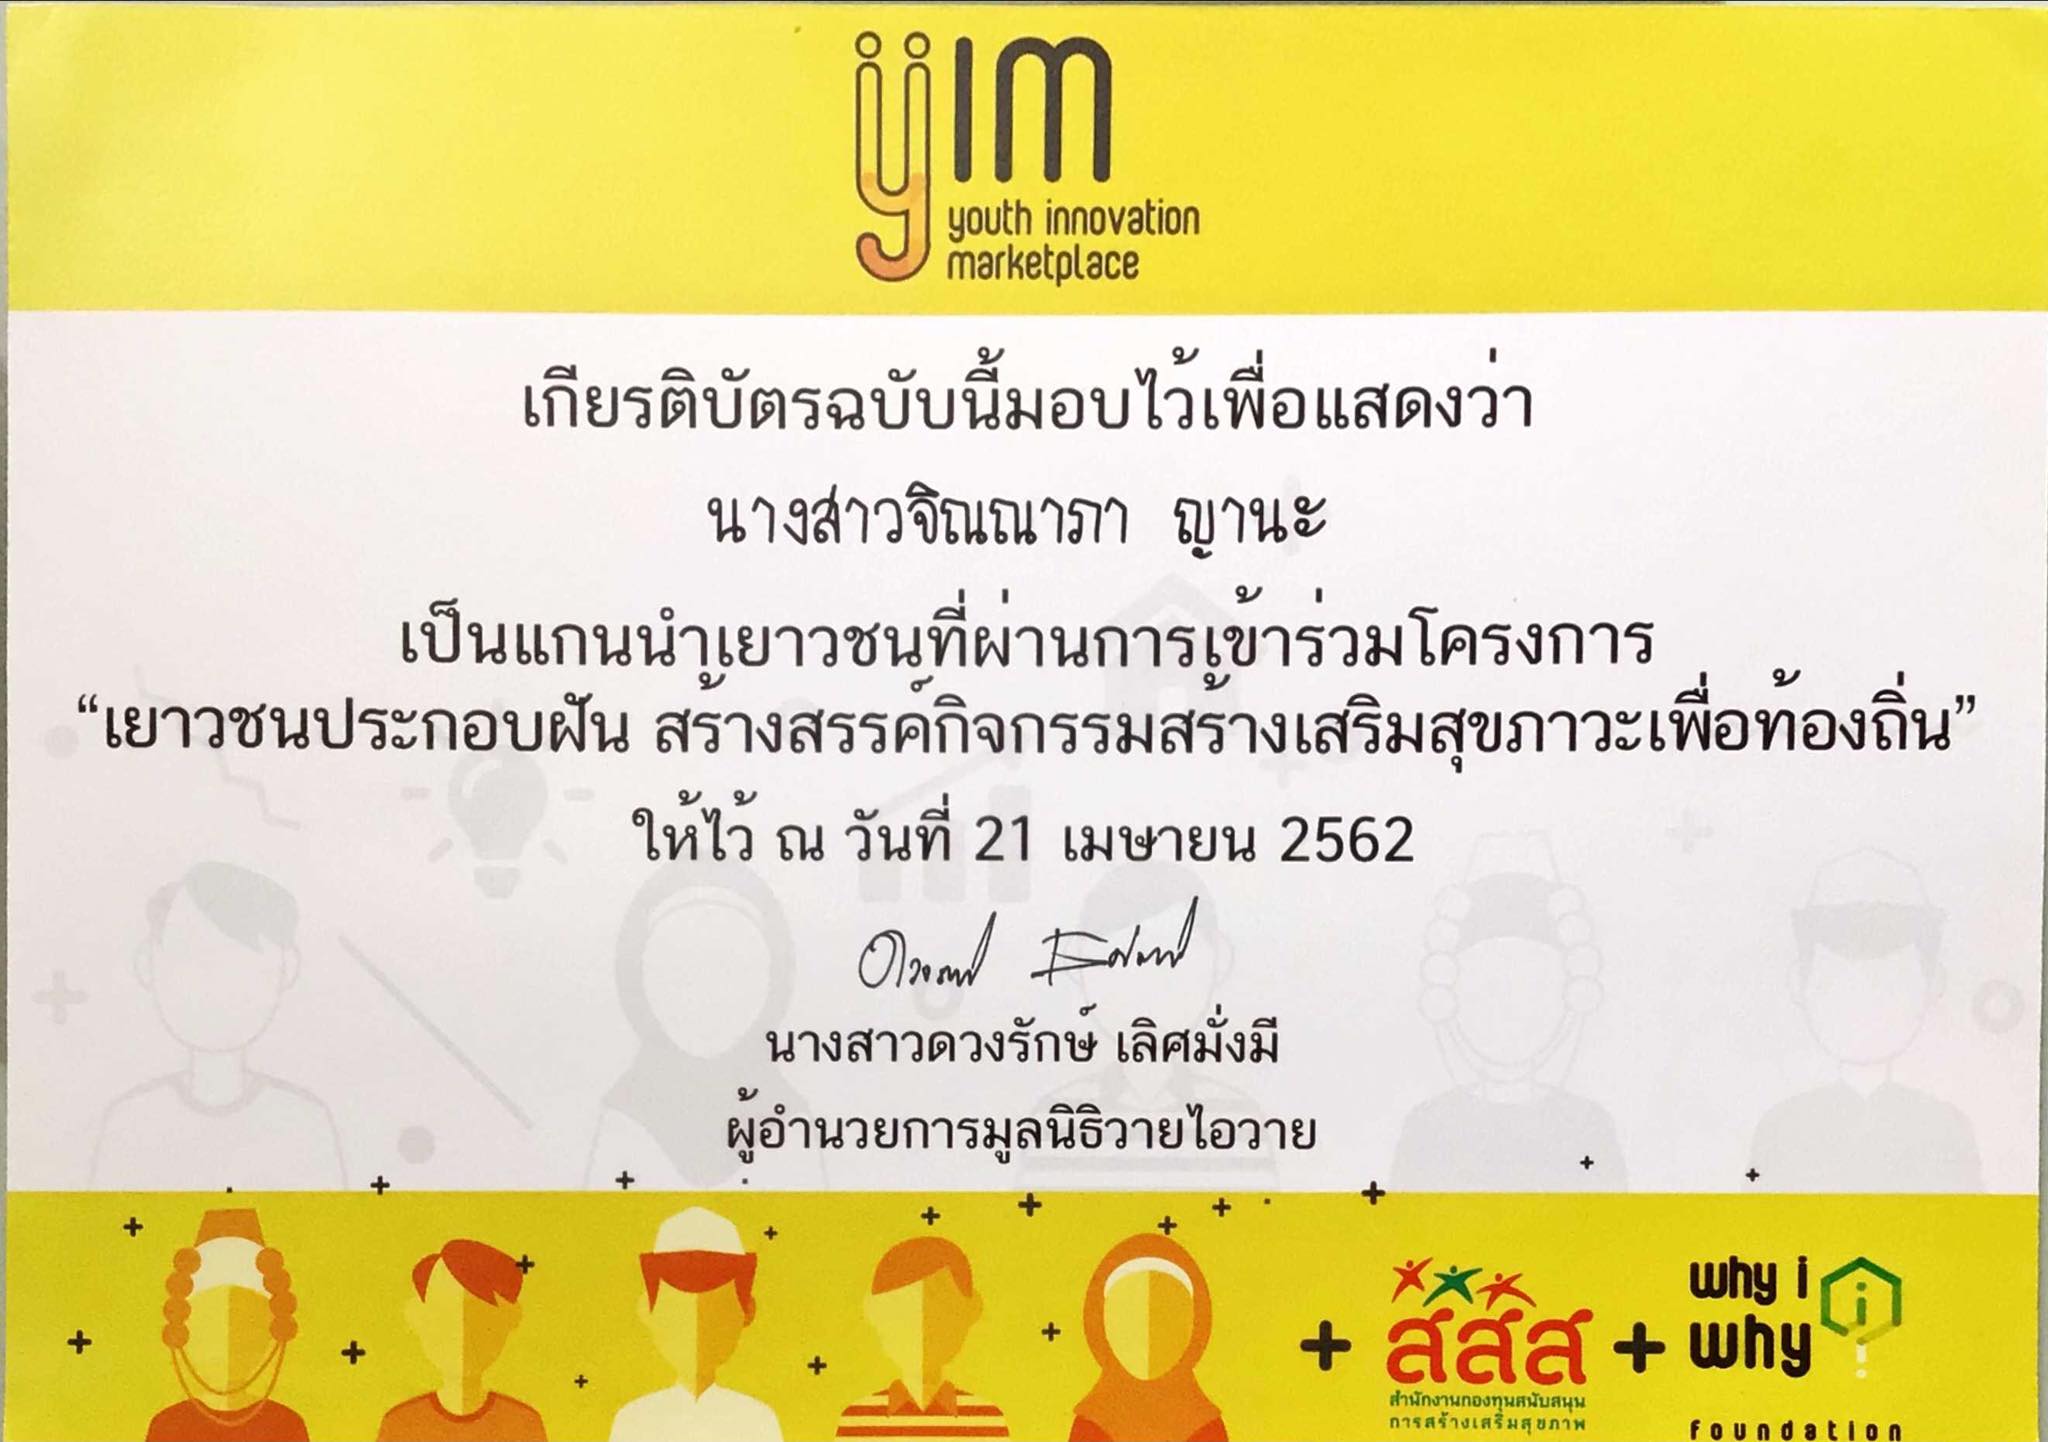 yim
youth innovation
marketplace
เกียรติบัตรฉบับนี้มอบไว้เพื่อแสดงว่า
นางสาวจิณณาภา ญานะ
เป็นแกนนำเยาวชนที่ผ่านการเข้าร่วมโครงการ
“เยาวชนประกอบฝัน สร้างสรรค์กิจกรรมสร้างเสริมสุขภาวะเพื่อท้องถิ่น”
ให้ไว้ ณ วันที่ 21 เมษายน 2562
นางสาวดวงรักษ์ เลิศมั่งมี
ผู้อำนวยการมูลนิธิวายไอวาย
สสส
สำนักงานกองทุนสนับสนุน
การสร้างเสริมสุขภาพ
why i
why
foundation